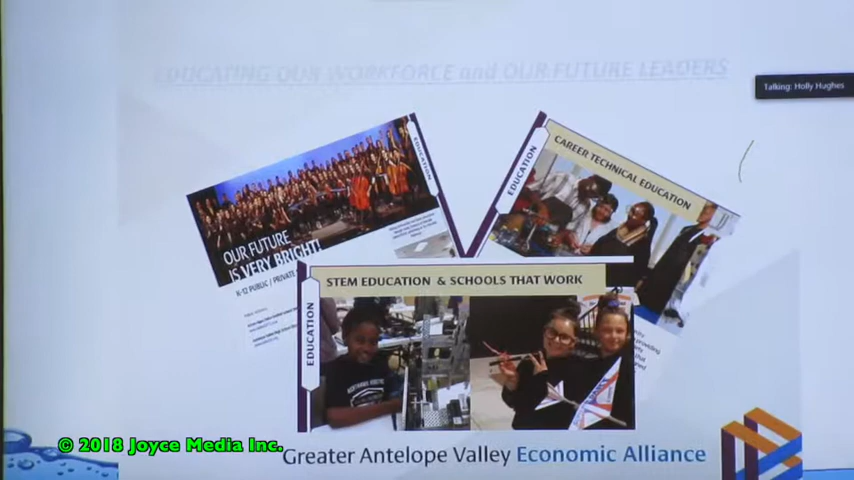 EDUCATING OUR WORKFORCE and OUR FUTURE LEADERS
Talking: Holly Hughes
EDUCATION
OUR FUTURE
IS VERY BRIGHT!
K-12 PUBLIC / PRIVATE
EDUCATION
CAREER TECHNICAL EDUCATION
EDUCATION
STEM EDUCATION & SCHOOLS THAT WORK
providing
that
© 2018 Joyce Media Inc.
Greater Antelope Valley Economic Alliance